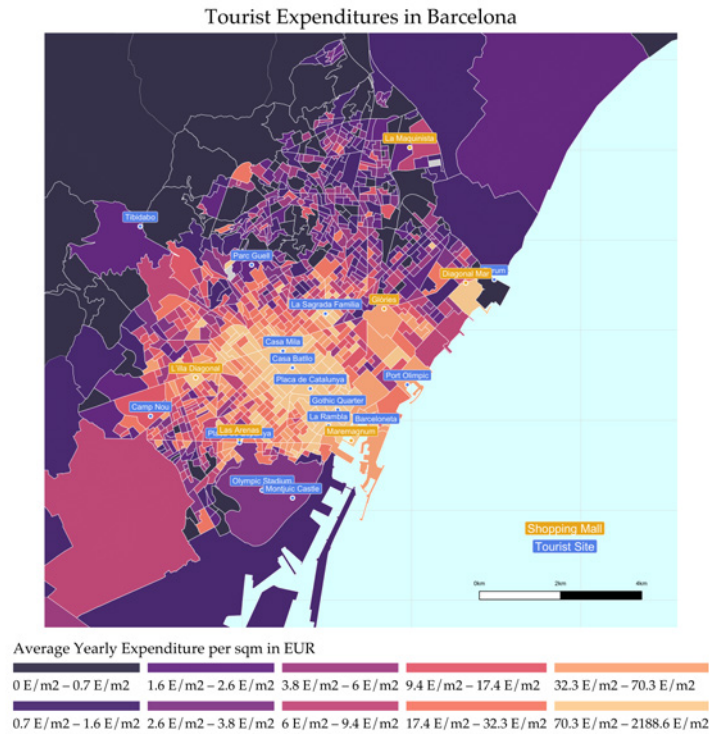 Tourist Expenditures in Barcelona
La Maquinista
Tibidabo
Parc Guell
Diagonal Mar
La Sagrada Familia
Glories
Casa Mila
Casa Batllo
L'illa Diagonal
Placa de Catalunya
Port Olimpic
Camp Nou
Gothic Quarter
La Rambla
Barceloneta
Las Arenas
Maremagnum
Olympic Stadium
Montjuic Castle
Shopping Mall
Tourist Site
0km 2km 4km
Average Yearly Expenditure per sqm in EUR
0 E/m2 – 0.7 E/m2 1.6 E/m2 – 2.6 E/m2 3.8 E/m2 – 6 E/m2 9.4 E/m2 – 17.4 E/m2 32.3 E/m2 – 70.3 E/m2
0.7 E/m2 – 1.6 E/m2 2.6 E/m2 – 3.8 E/m2 6 E/m2 – 9.4 E/m2 17.4 E/m2 – 32.3 E/m2 70.3 E/m2 – 2188.6 E/m2